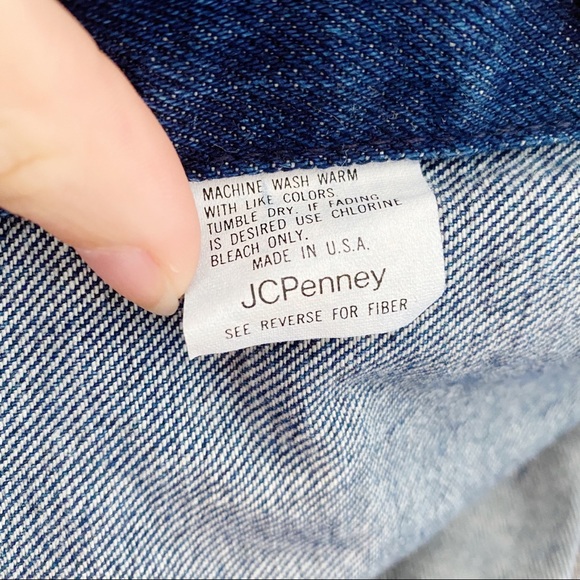 MACHINE WASH WARM
WITH LIKE COLORS
TUMBLE DRY. IF FADING
IS DESIRED USE CHLORINE
BLEACH ONLY.
MADE IN U.S.A.
JCPenney
SEE REVERSE FOR FIBER